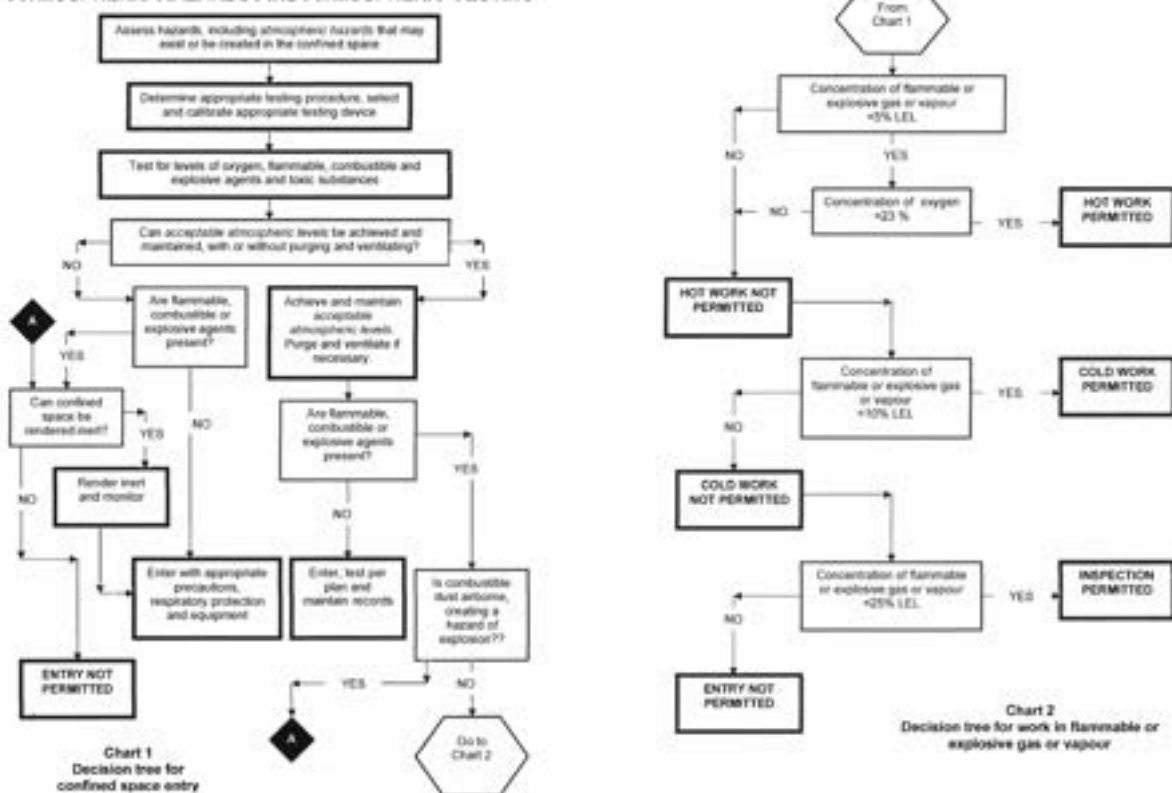 Assess hazards, including atmospheric hazards that may
exist or be created in the confined space
Determine appropriate testing procedure, select
and calibrate appropriate testing device
Test for levels of oxygen, flammable, combustible and
explosive agents and toxic substances
Can acceptable atmospheric levels be achieved and
maintained, with or without purging and ventilating?
NO
YES
A
Are flammable,
combustible or
explosive agents
present?
Achieve and maintain
acceptable
atmospheric levels.
Purge and ventilate if
necessary.
YES
Can confined
space be
rendered inert?
NO
YES
Are flammable,
combustible or
explosive agents
present?
YES
Render inert
and monitor
NO
NO
Enter with appropriate
precautions,
respiratory protection
and equipment
Enter, test per
plan and
maintain records
Is combustible
dust airborne,
creating a
hazard of
explosion??
ENTRY NOT
PERMITTED
YES
NO
A
Go to
Chart 2
Chart 1
Decision tree for
confined space entry
From
Chart 1
Concentration of flammable or
explosive gas or vapour
<5% LEL
NO
YES
Concentration of oxygen
<23 %
NO
YES
HOT WORK
PERMITTED
HOT WORK NOT
PERMITTED
Concentration of
flammable or explosive gas
or vapour
<10% LEL
YES
COLD WORK
PERMITTED
NO
COLD WORK
NOT PERMITTED
Concentration of flammable
or explosive gas or vapour
<25% LEL
YES
INSPECTION
PERMITTED
NO
ENTRY NOT
PERMITTED
Chart 2
Decision tree for work in flammable or
explosive gas or vapour